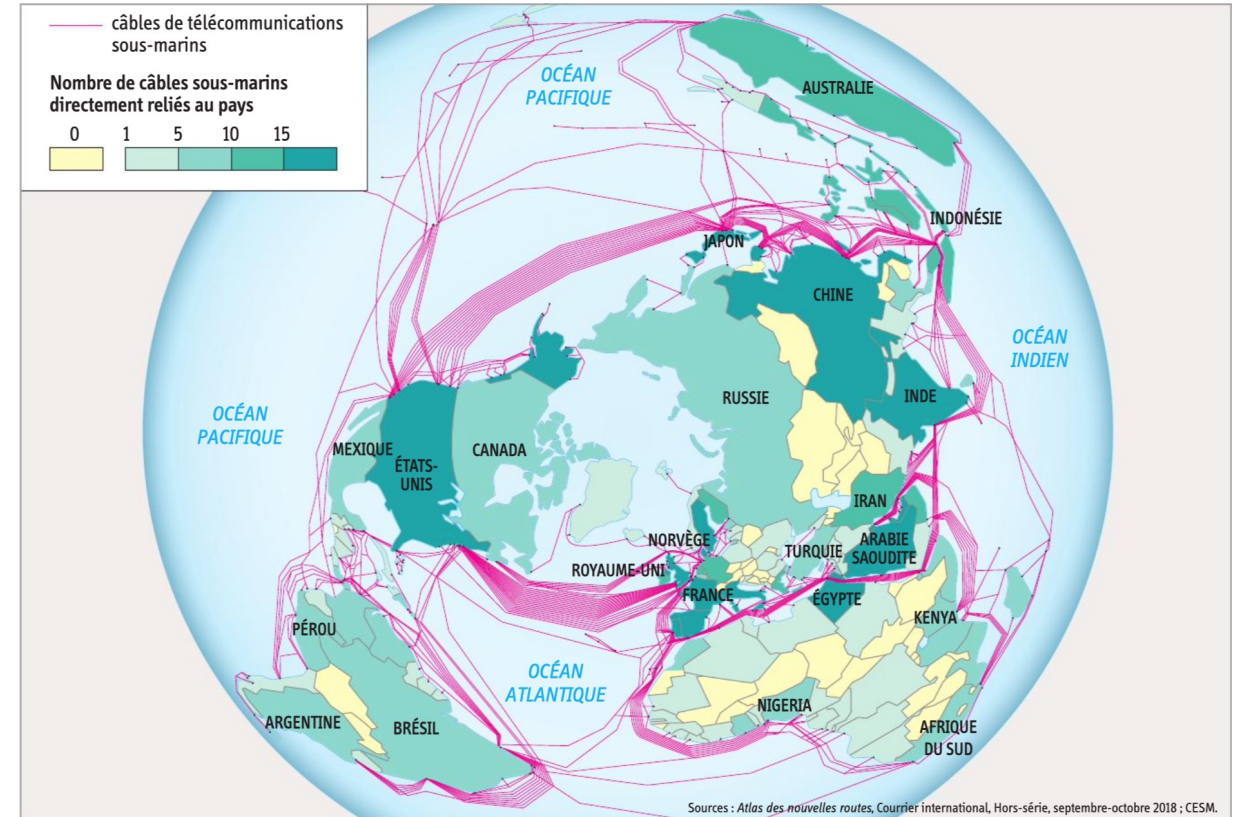 câbles de télécommunications
sous-marins
Nombre de câbles sous-marins
directement reliés au pays
0 1 5 10 15
OCÉAN
PACIFIQUE
AUSTRALIE
INDONÉSIE
JAPON
CHINE
OCÉAN
INDIEN
INDE
RUSSIE
OCÉAN
PACIFIQUE
MEXIQUE
ÉTATS-
UNIS
CANADA
IRAN
NORVÈGE
TURQUIE
ARABIE
SAOUDITE
ROYAUME-UNI
FRANCE
ÉGYPTE
KENYA
PÉROU
OCÉAN
ATLANTIQUE
NIGERIA
ARGENTINE
BRÉSIL
AFRIQUE
DU SUD
Sources : Atlas des nouvelles routes, Courrier international, Hors-série, septembre-octobre 2018 ; CESM.